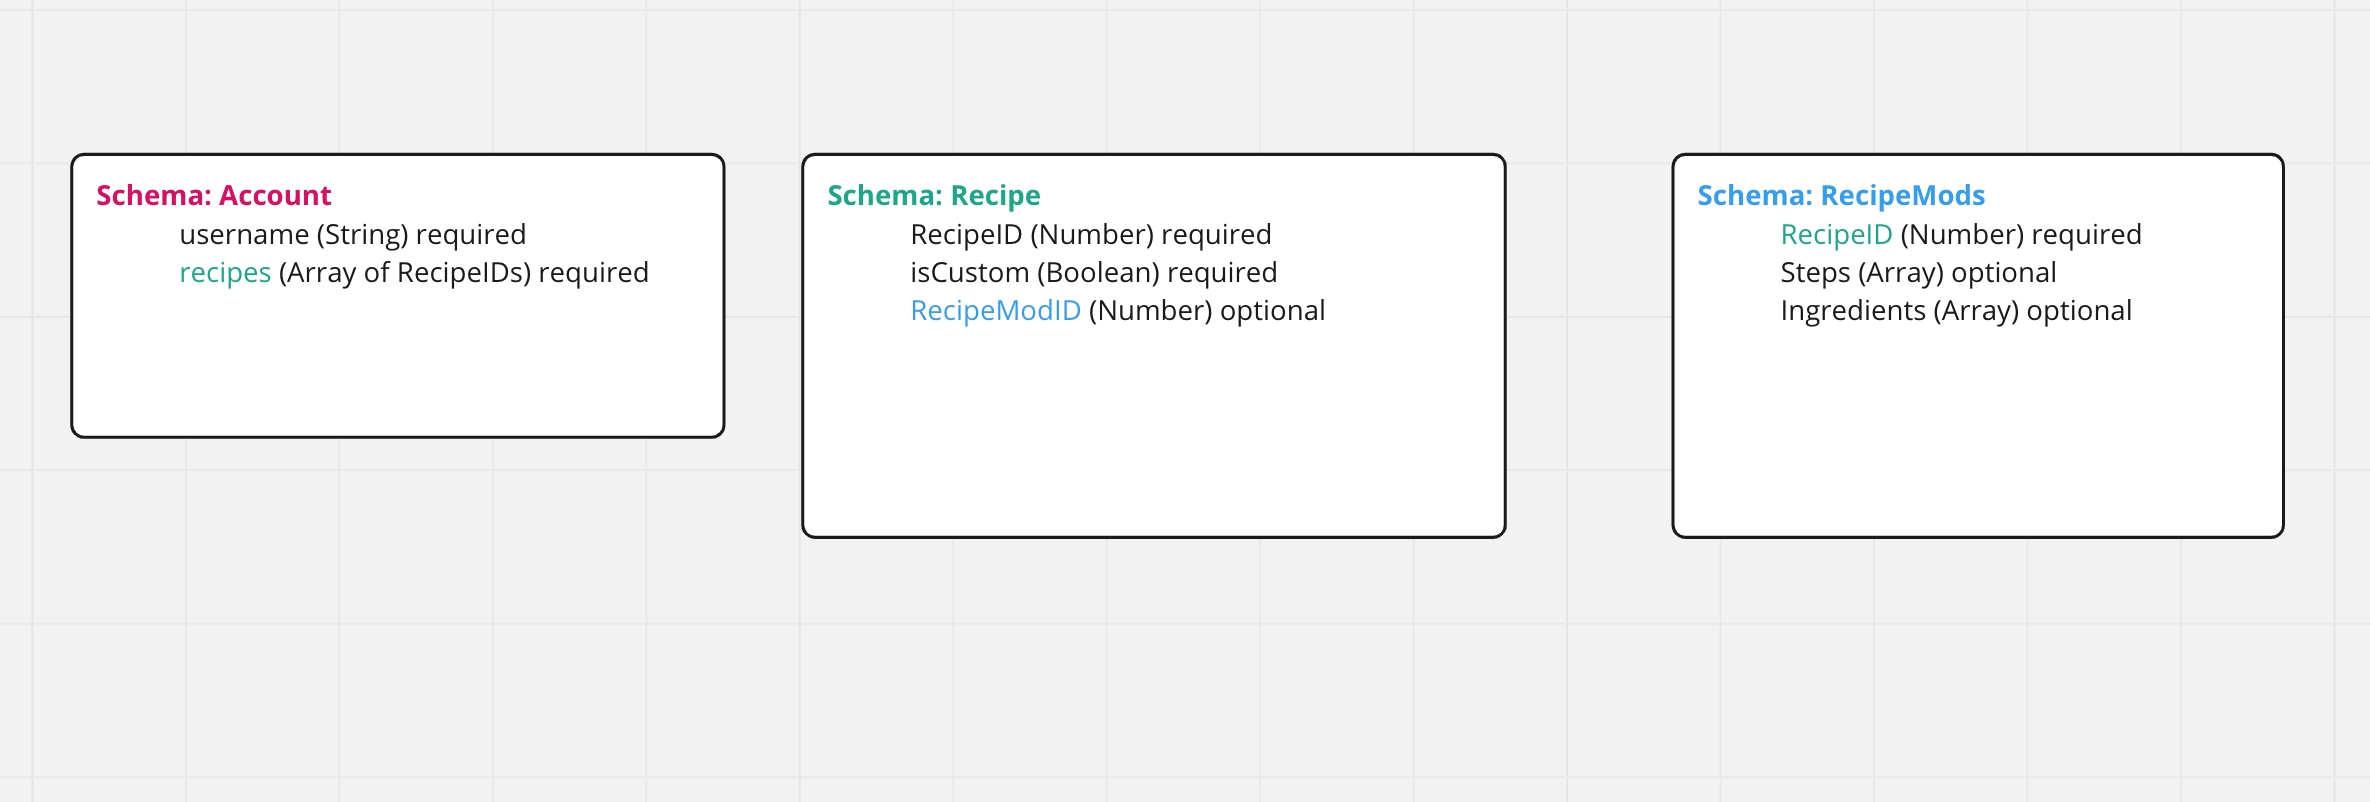 Schema: Account
username (String) required
recipes (Array of RecipeIDs) required
Schema: Recipe
RecipeID (Number) required
isCustom (Boolean) required
RecipeModID (Number) optional
Schema: RecipeMods
RecipeID (Number) required
Steps (Array) optional
Ingredients (Array) optional